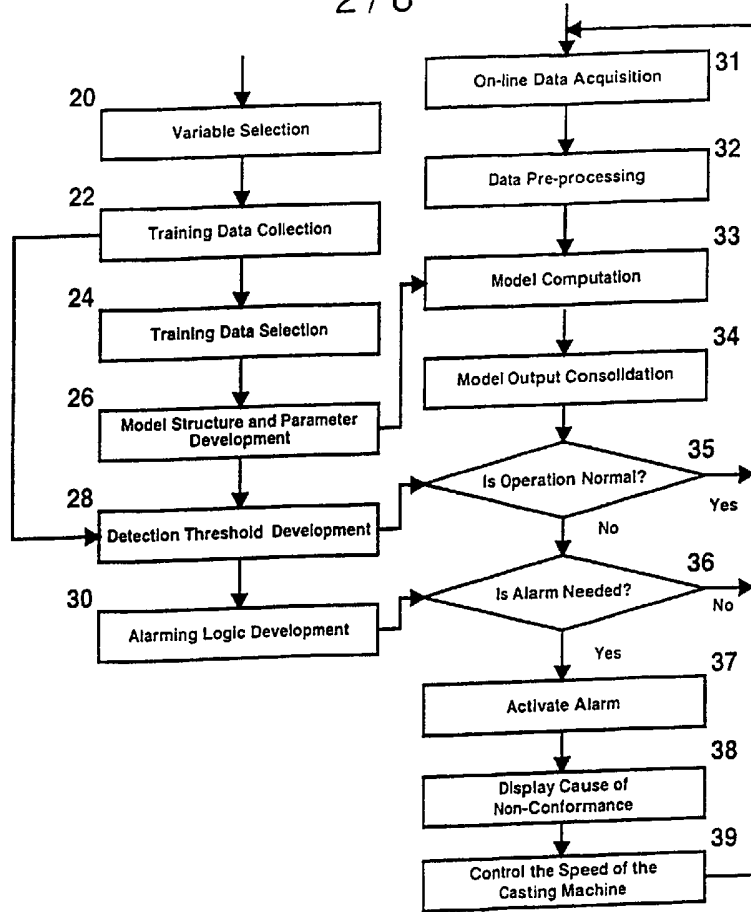 2/8
20
Variable Selection
22
Training Data Collection
24
Training Data Selection
26
Model Structure and Parameter
Development
28
Detection Threshold Development
30
Alarming Logic Development
31
On-line Data Acquisition
32
Data Pre-processing
33
Model Computation
34
Model Output Consolidation
35
Is Operation Normal?
Yes
No
36
Is Alarm Needed?
No
Yes
37
Activate Alarm
38
Display Cause of
Non-Conformance
39
Control the Speed of the
Casting Machine